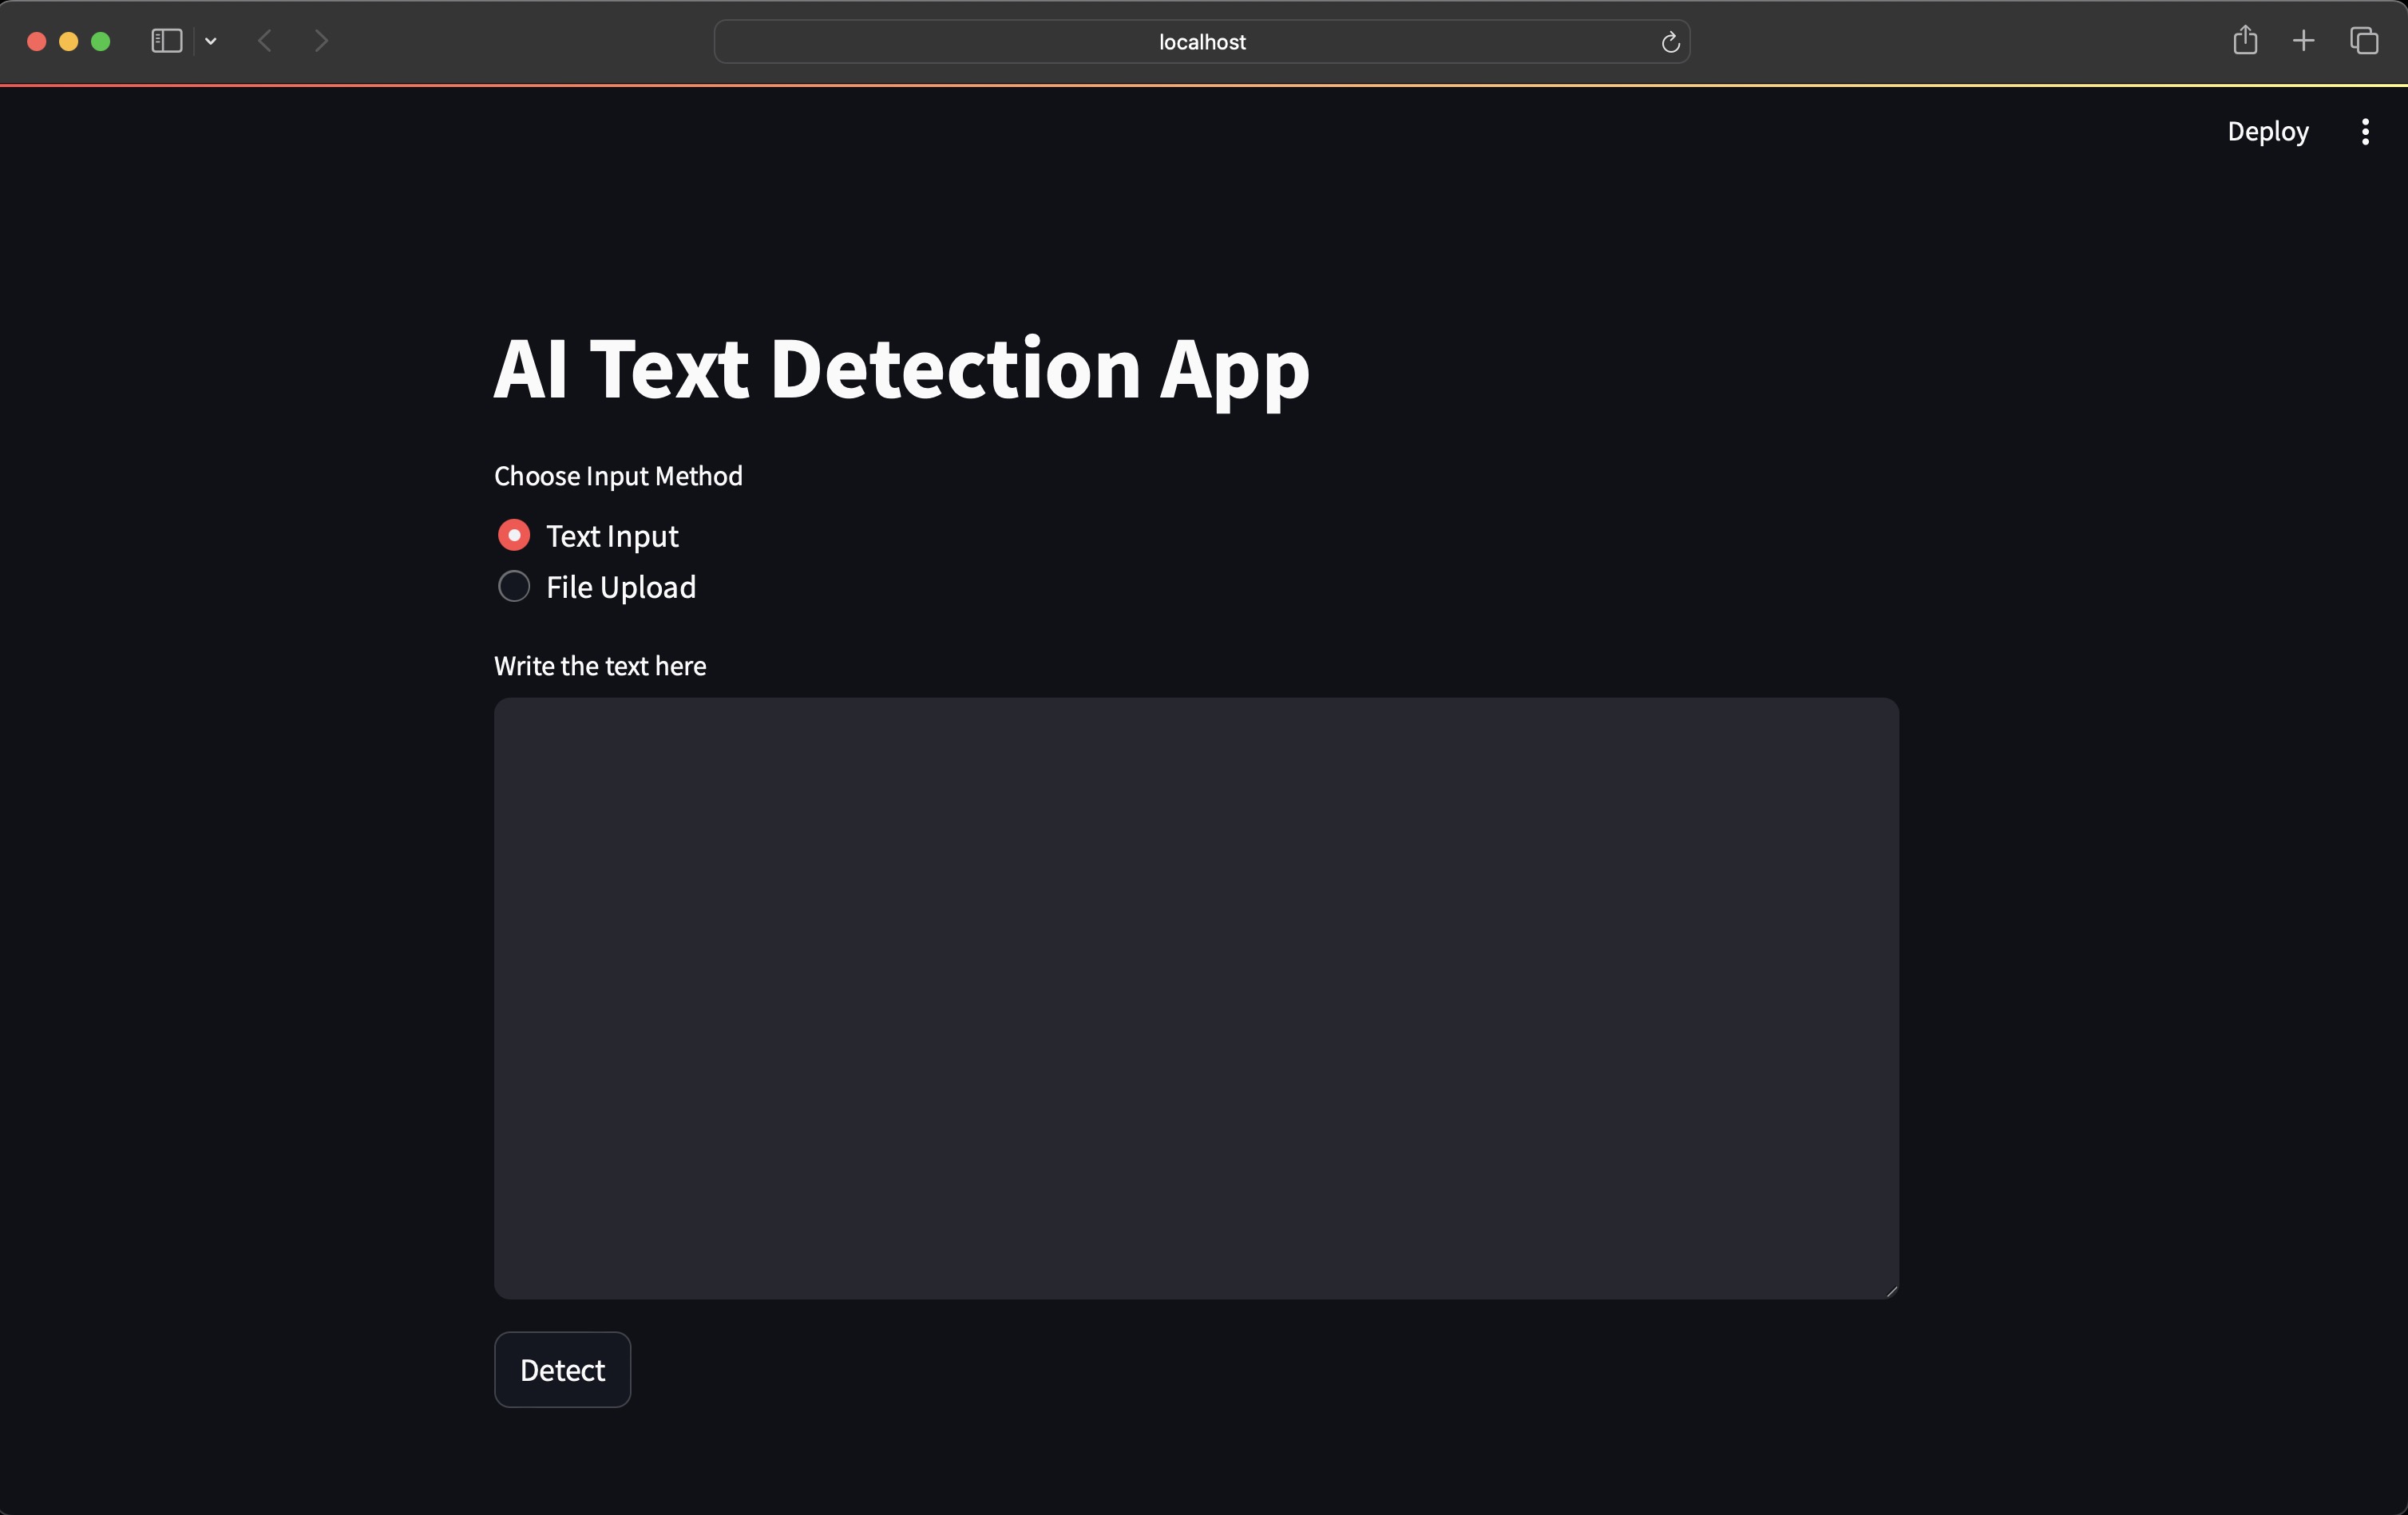 localhost
Deploy
AI Text Detection App
Choose Input Method
Text Input
File Upload
Write the text here
Detect